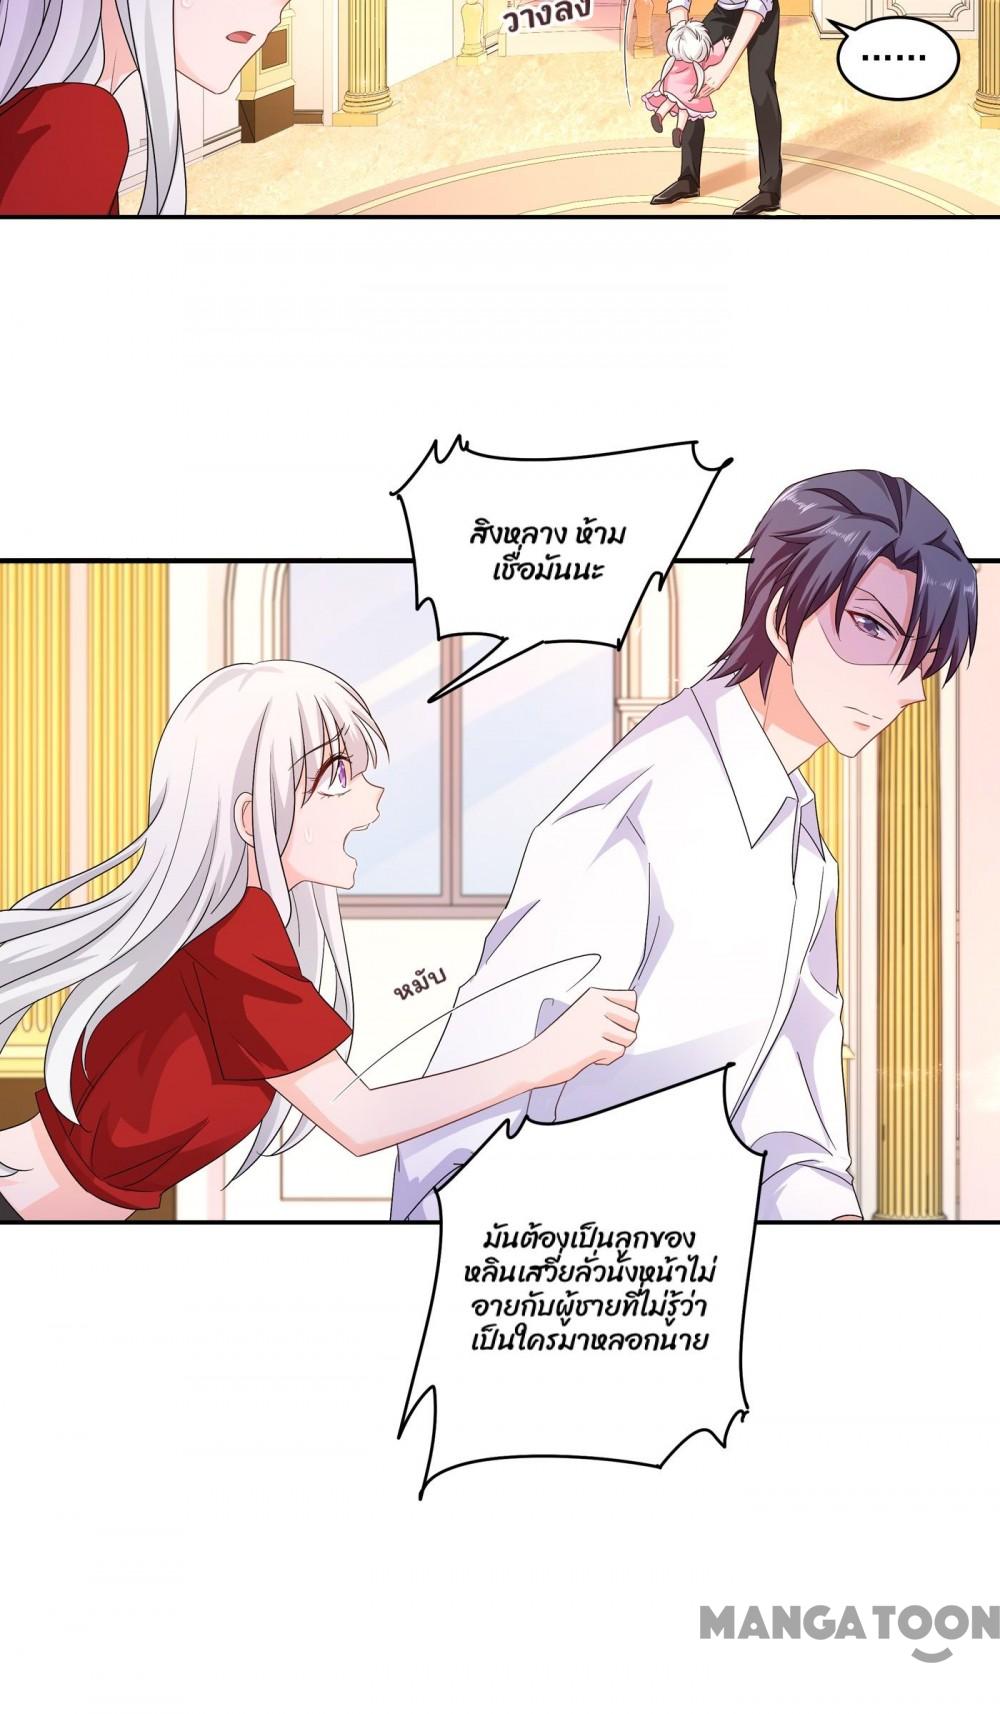 วางลง
......
สิงหลาง ห้าม
เชื่อมันนะ
หมับ
มันต้องเป็นลูกของ
หลินเสวี่ยลั่วนังหน้าไม่
อายกับผู้ชายที่ไม่รู้ว่า
เป็นใครมาหลอกนาย
MANGATOON